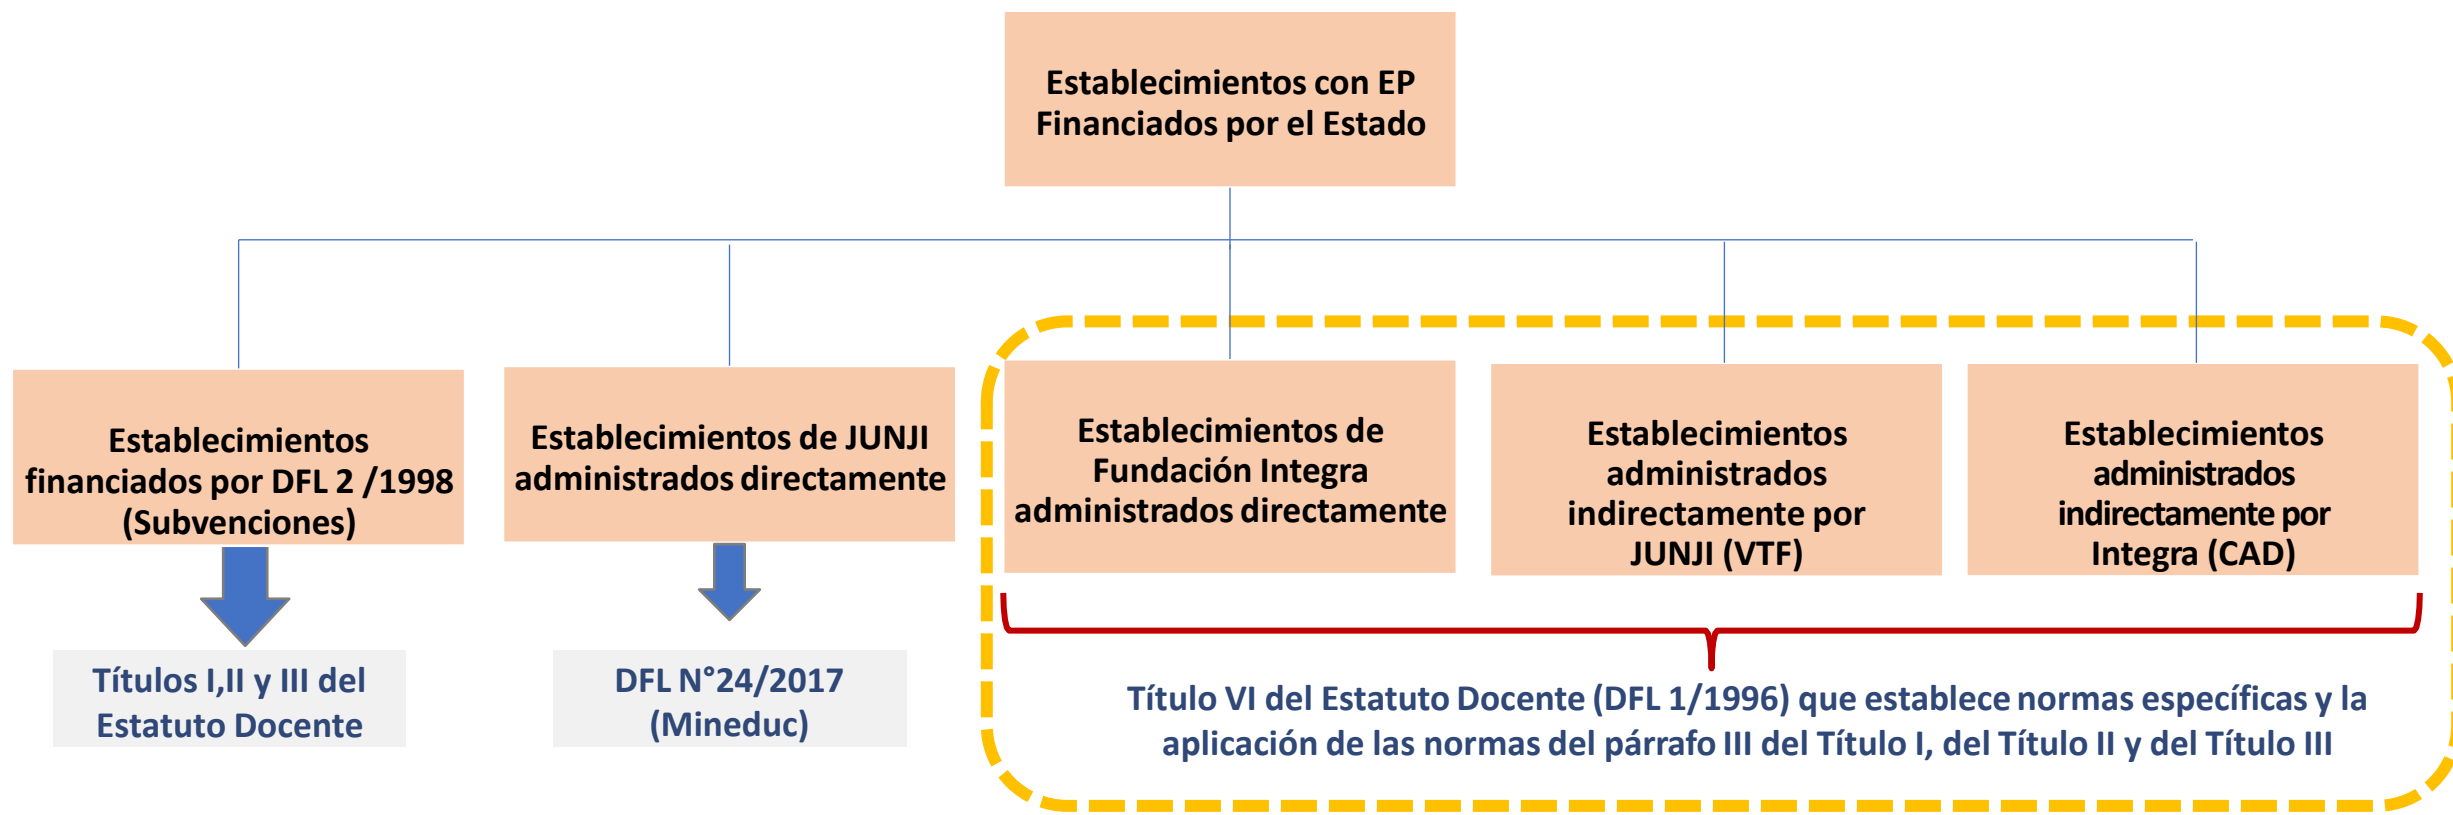 Establecimientos con EP
Financiados por el Estado
Establecimientos
financiados por DFL 2 /1998
(Subvenciones)
Establecimientos de JUNJI
administrados directamente
Establecimientos de
Fundación Integra
administrados directamente
Establecimientos
administrados
indirectamente por
JUNJI (VTF)
Establecimientos
administrados
indirectamente por
Integra (CAD)
Títulos I,II y III del
Estatuto Docente
DFL N°24/2017
(Mineduc)
Título VI del Estatuto Docente (DFL 1/1996) que establece normas específicas y la
aplicación de las normas del párrafo III del Título I, del Título II y del Título III